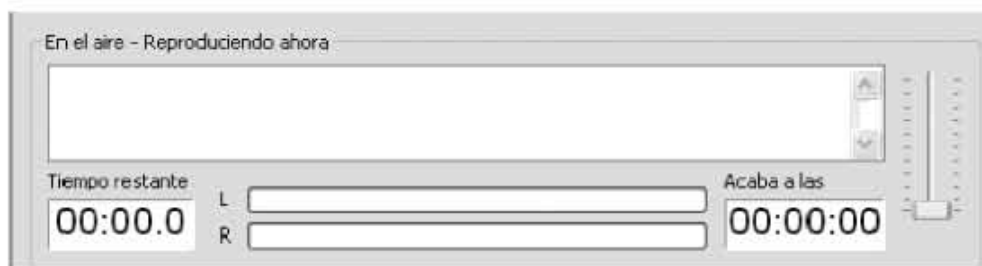 En el aire - Reproduciendo ahora
Tiempo restante
00:00.0
L
R
Acaba a las
00:00:00